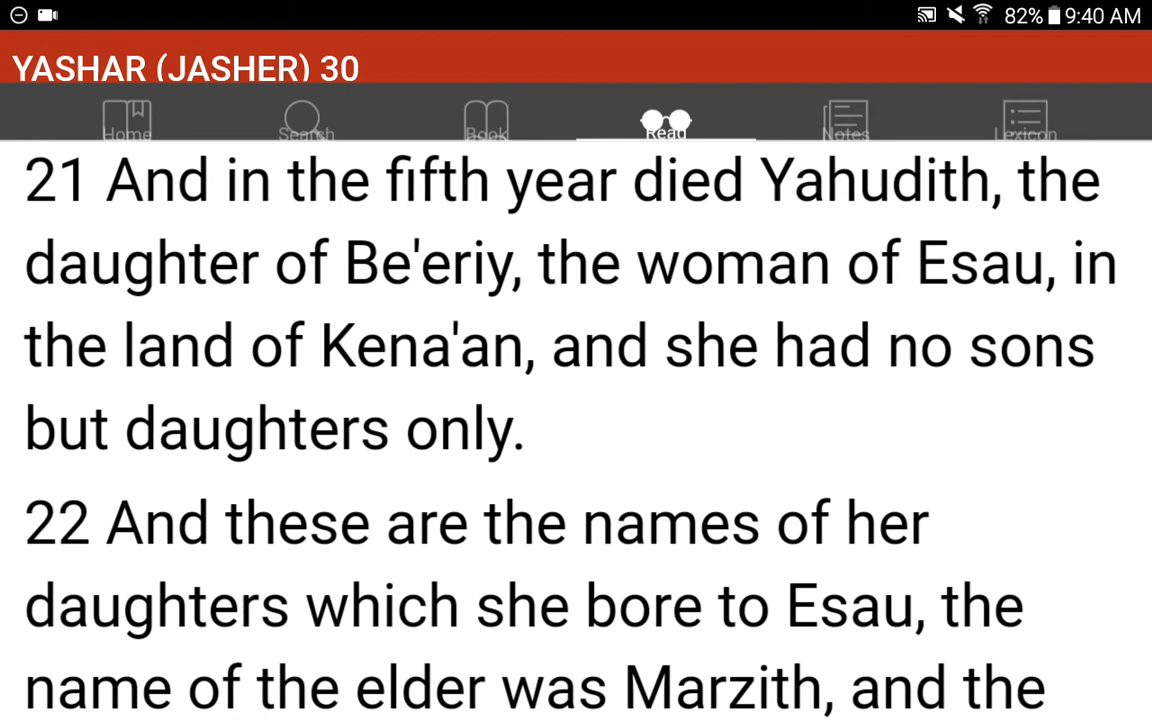 82% 9:40 AM
YASHAR (JASHER) 30
Home Search Book Read Notes Lexicon
21 And in the fifth year died Yahudith, the
daughter of Be'eriy, the woman of Esau, in
the land of Kena'an, and she had no sons
but daughters only.
22 And these are the names of her
daughters which she bore to Esau, the
name of the elder was Marzith, and the